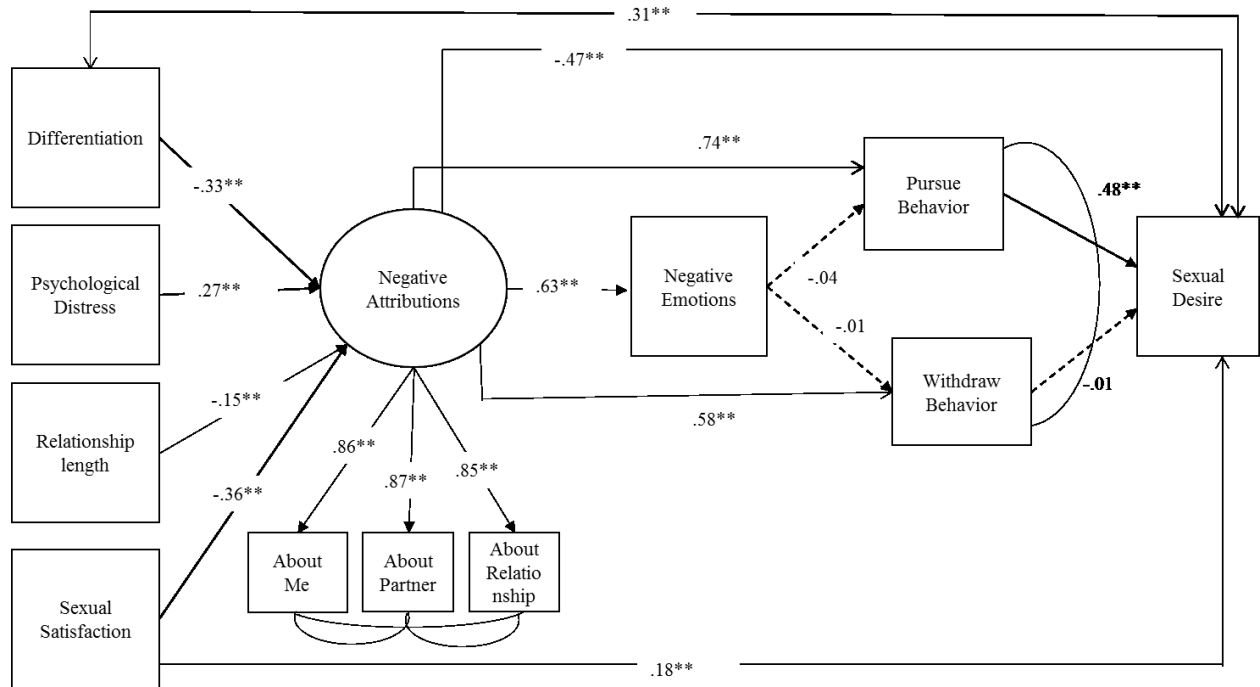 .31**
-.47**
Differentiation
-.33**
.74**
Pursue
Behavior
.48**
Psychological
Distress
.27**
Negative
Attributions
.63**
Negative
Emotions
-.04
-.01
Sexual
Desire
Relationship
length
-.15**
Withdraw
Behavior
-.01
.58**
-.36**
.86**
.87**
.85**
About
Me
About
Partner
About
Relatio
nship
Sexual
Satisfaction
.18**